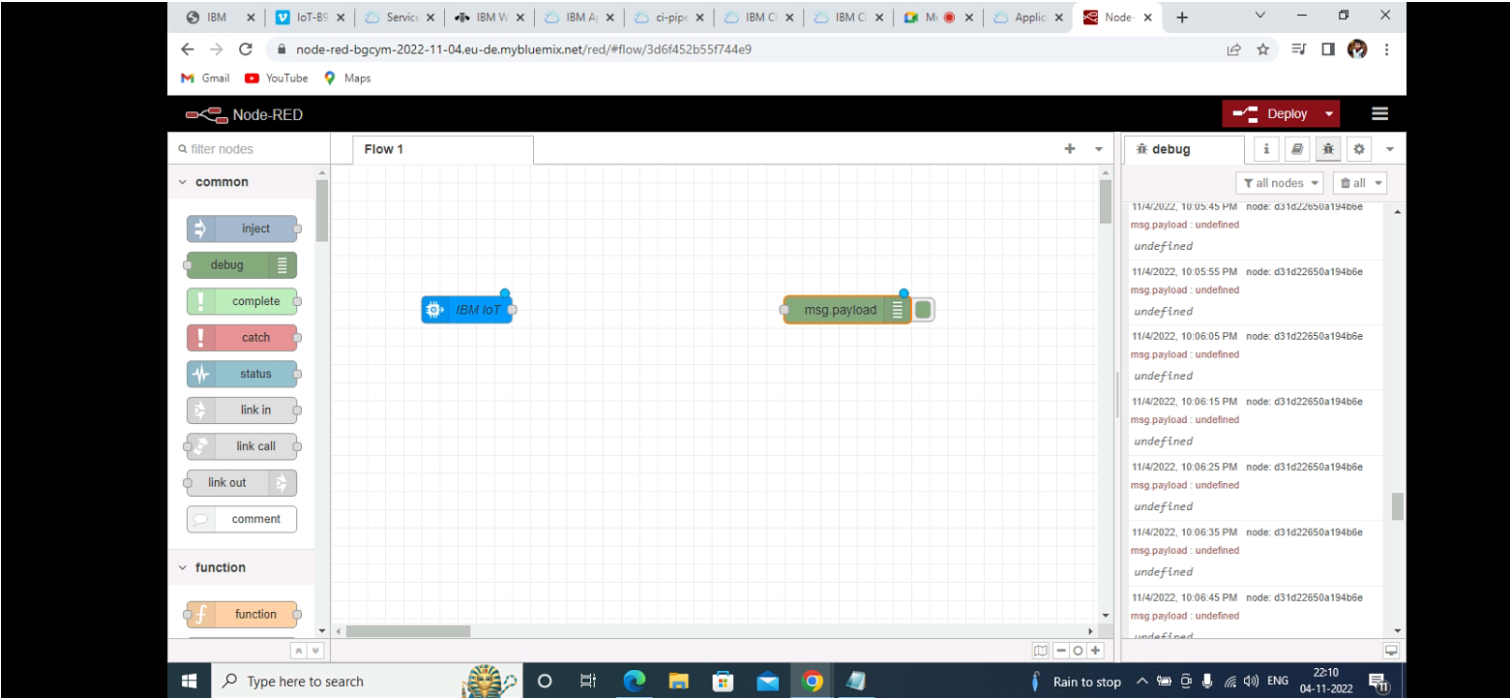 IBM
IoT-B9
Service
IBM W
IBM A
ci-pipe
IBM Cl
IBM Cl
Me
Applic
Node-
node-red-bgcym-2022-11-04.eu-de.mybluemix.net/red/#flow/3d6f452b55f744e9
Gmail YouTube Maps
Node-RED
Deploy
filter nodes
Flow 1
debug
i
common
all nodes
all
inject
debug
complete
catch
status
link in
link call
link out
comment
function
function
IBM IoT
msg.payload
11/4/2022, 10:05:45 PM node: d31d22650a194b6e
msg.payload : undefined
undefined
11/4/2022, 10:05:55 PM node: d31d22650a194b6e
msg.payload : undefined
undefined
11/4/2022, 10:06:05 PM node: d31d22650a194b6e
msg.payload : undefined
undefined
11/4/2022, 10:06:15 PM node: d31d22650a194b6e
msg.payload : undefined
undefined
11/4/2022, 10:06:25 PM node: d31d22650a194b6e
msg.payload : undefined
undefined
11/4/2022, 10:06:35 PM node: d31d22650a194b6e
msg.payload : undefined
undefined
11/4/2022, 10:06:45 PM node: d31d22650a194b6e
msg.payload : undefined
undefined
Type here to search
Rain to stop
ENG
22:10
04-11-2022
11